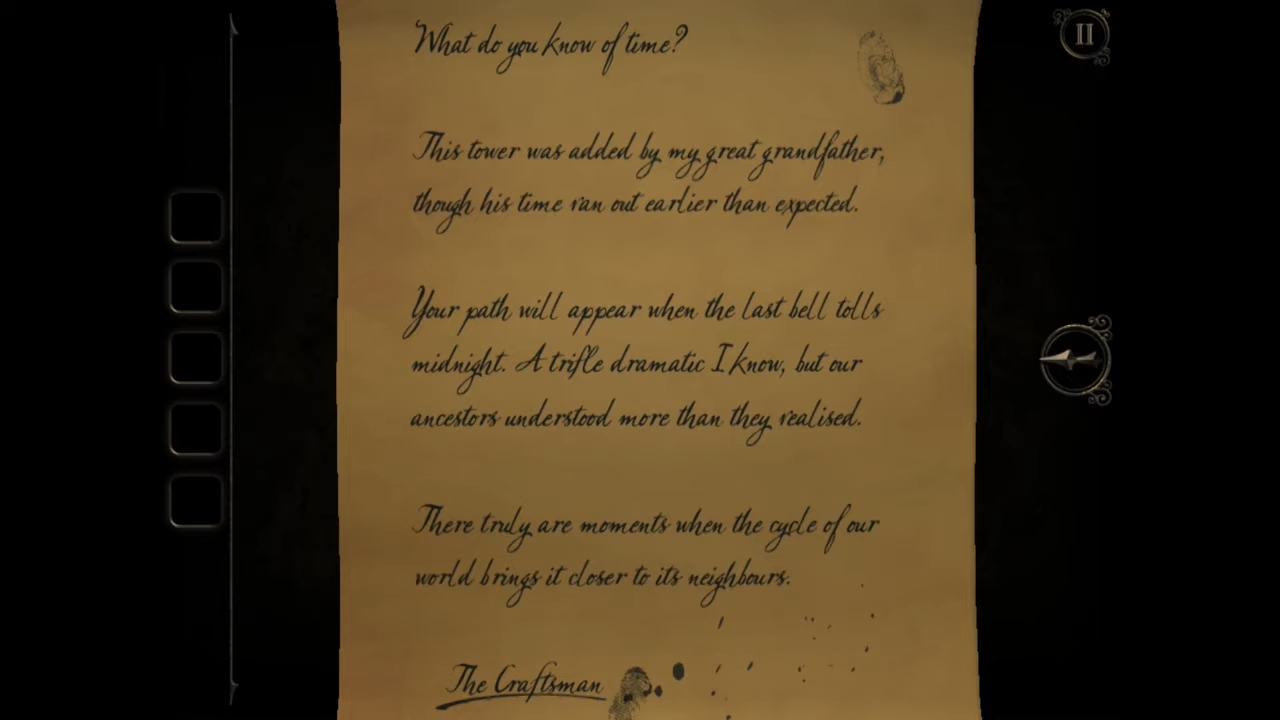 What do you know of time?
This tower was added by my great grandfather,
though his time ran out earlier than expected.
Your path will appear when the last bell tolls
midnight. A trifle dramatic I know, but our
ancestors understood more than they realised.
There truly are moments when the cycle of our
world brings it closer to its neighbours.
The Craftsman